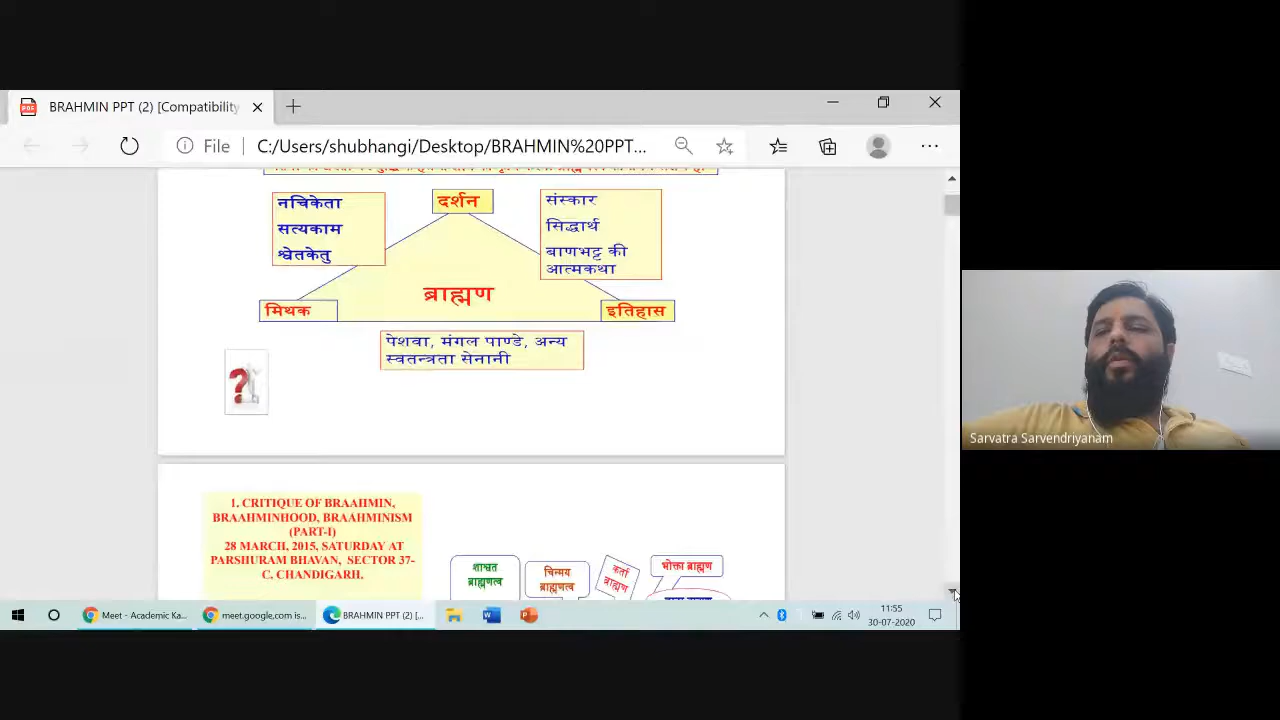 BRAHMIN PPT (2) [Compatibility
File
C:/Users/shubhangi/Desktop/BRAHMIN%20PPT...
नचिकेता
सत्यकाम
श्वेतकेतु
दर्शन
संस्कार
सिद्धार्थ
बाणभट्ट की
आत्मकथा
ब्राह्मण
मिथक
इतिहास
पेशवा, मंगल पाण्डे, अन्य
स्वतन्त्रता सेनानी
?
1. CRITIQUE OF BRAAHMIN,
BRAAHMINHOOD, BRAAHMINISM
(PART-I)
28 MARCH, 2015, SATURDAY AT
PARSHURAM BHAVAN, SECTOR 37-
C. CHANDIGARH.
शाश्वत
ब्राह्मणत्व
चिन्मय
ब्राह्मणत्व
कर्ता
ब्राह्मण
भोक्ता ब्राह्मण
Sarvatra Sarvendriyanam
Meet - Academic Ka...
meet.google.com is...
BRAHMIN PPT (2) [...
11:55
30-07-2020